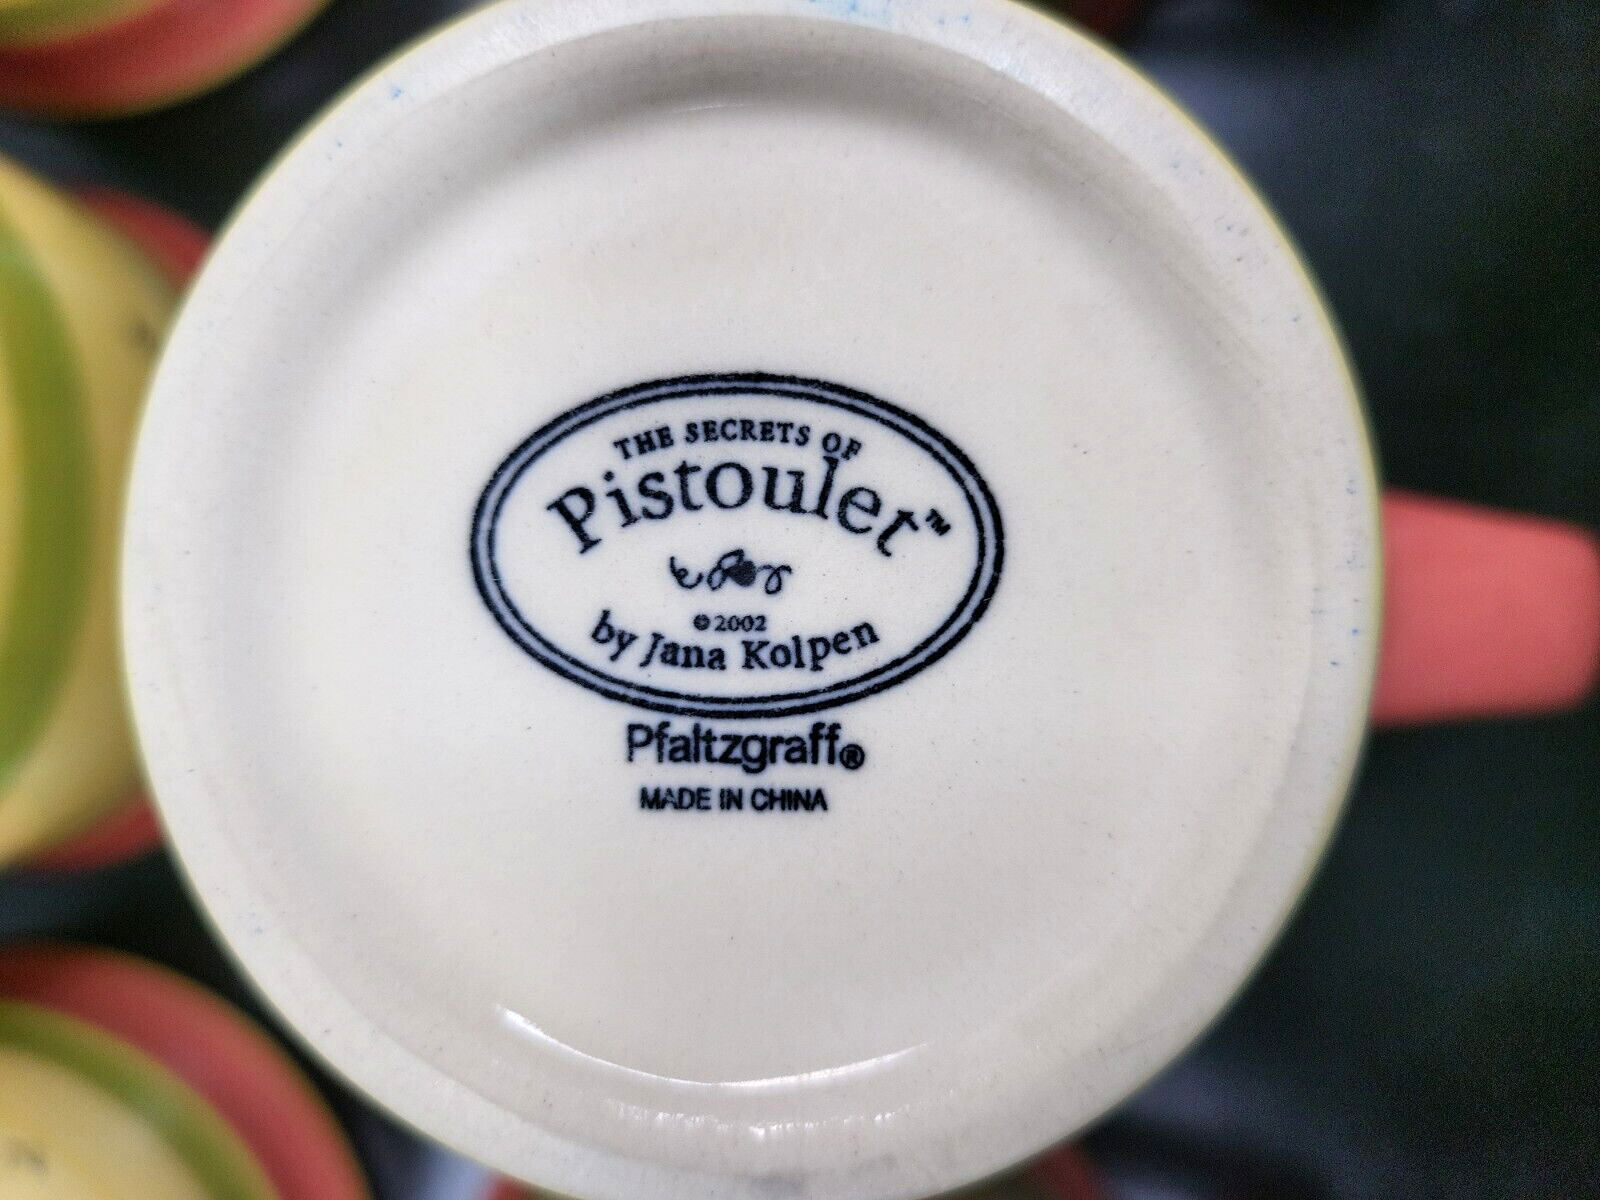 THE SECRETS OF
Pistoulet™
©2002
by Jana Kolpen
Pfaltzgraff®
MADE IN CHINA